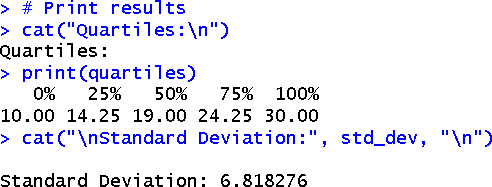 > # Print results
> cat("Quartiles:\n")
Quartiles:
> print(quartiles)
   0%   25%   50%   75%  100%
10.00 14.25 19.00 24.25 30.00
> cat("\nStandard Deviation:", std_dev, "\n")

Standard Deviation: 6.818276